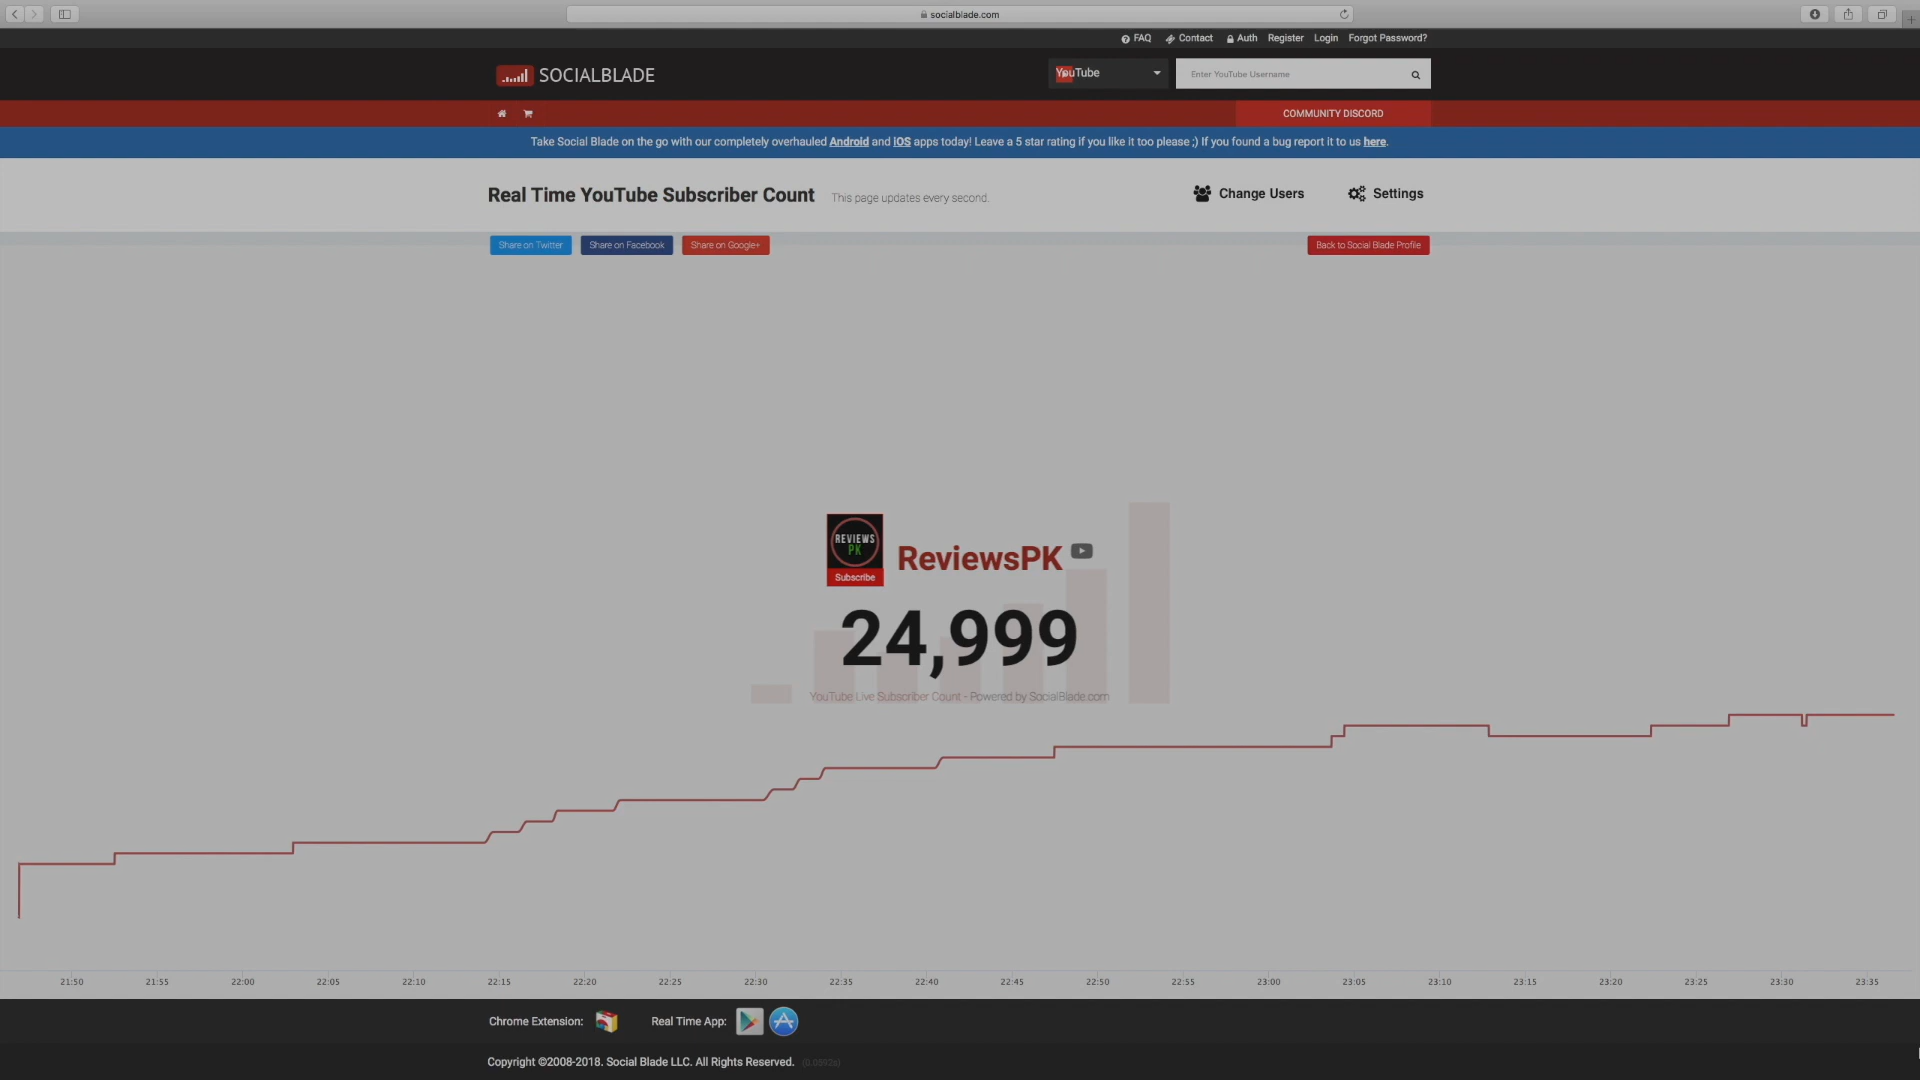 socialblade.com
FAQ Contact Auth Register Login Forgot Password?
SOCIALBLADE
YouTube
Enter YouTube Username
COMMUNITY DISCORD
Take Social Blade on the go with our completely overhauled Android and IOS apps today! Leave a 5 star rating if you like it too please ;) If you found a bug report it to us here.
Real Time YouTube Subscriber Count This page updates every second.
Change Users Settings
Share on Twitter Share on Facebook Share on Google+
Back to Social Blade Profile
REVIEWS
PK
Subscribe
ReviewsPK
24,999
YouTube Live Subscriber Count - Powered by SocialBlade.com
21:50 21:55 22:00 22:05 22:10 22:15 22:20 22:25 22:30 22:35 22:40 22:45 22:50 22:55 23:00 23:05 23:10 23:15 23:20 23:25 23:30 23:35
Chrome Extension: Real Time App:
Copyright ©2008-2018. Social Blade LLC. All Rights Reserved.